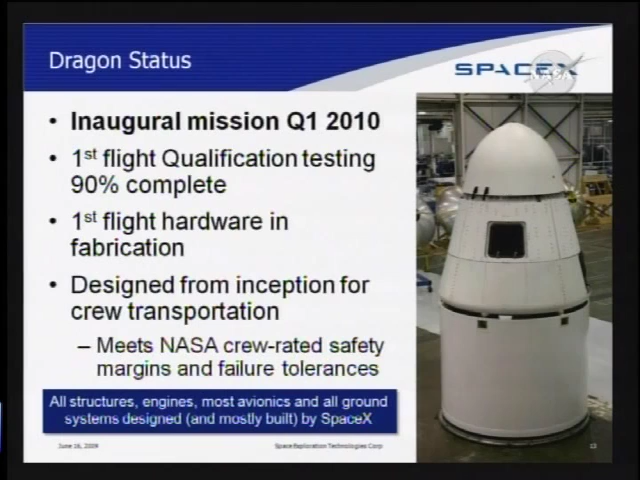 Dragon Status
SPACEX
NASA
• Inaugural mission Q1 2010
• 1st flight Qualification testing
90% complete
• 1st flight hardware in
fabrication
• Designed from inception for
crew transportation
– Meets NASA crew-rated safety
margins and failure tolerances
All structures, engines, most avionics and all ground
systems designed (and mostly built) by SpaceX
June 16, 2009
Space Exploration Technologies Corp
13